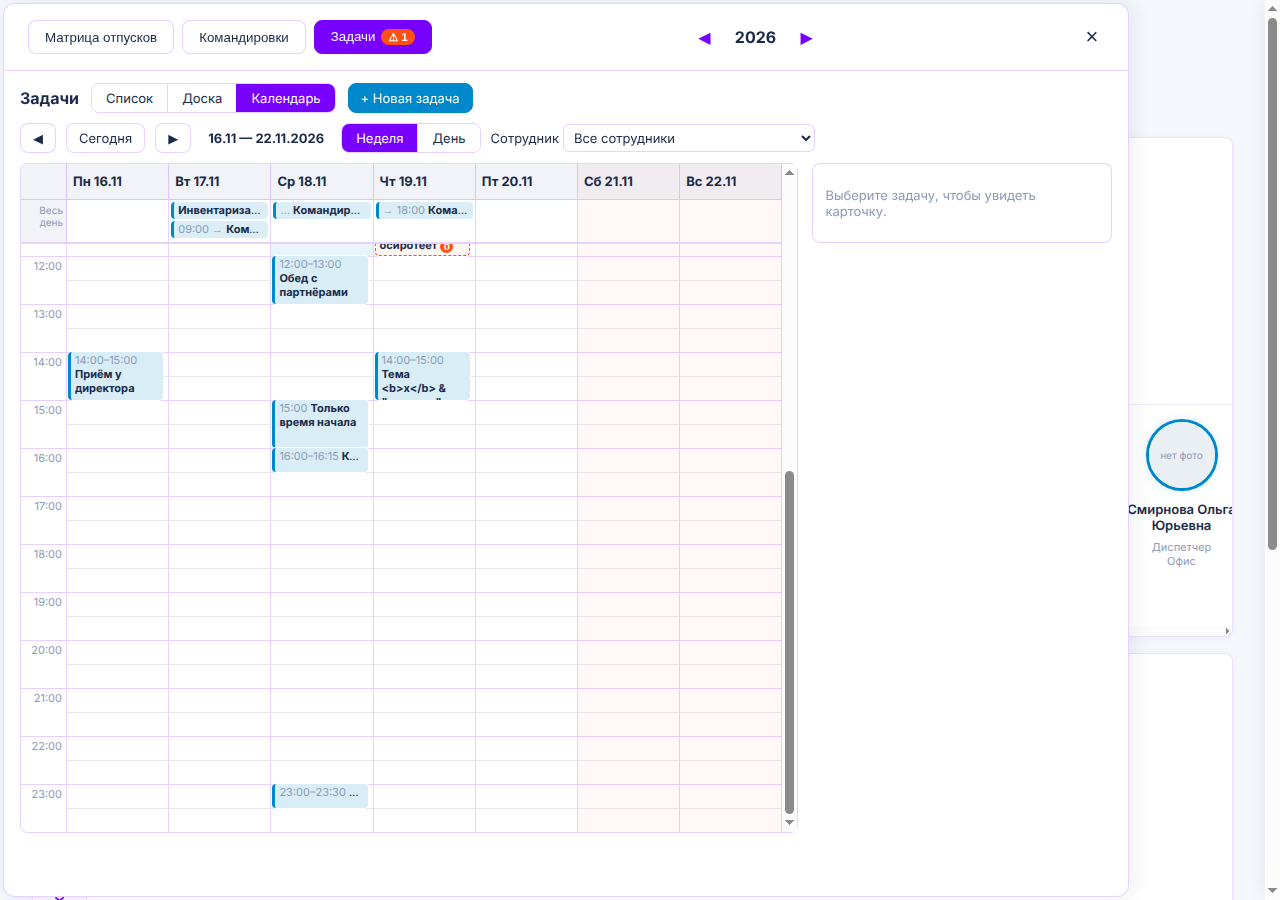 Матрица отпусков
Командировки
Задачи ⚠ 1
◀ 2026 ▶
×
Задачи
Список
Доска
Календарь
+ Новая задача
◀
Сегодня
▶
16.11 — 22.11.2026
Неделя
День
Сотрудник
Все сотрудники
Пн 16.11
Вт 17.11
Ср 18.11
Чт 19.11
Пт 20.11
Сб 21.11
Вс 22.11
Весь
день
Инвентариза...
09:00 → Ком...
... Командир...
→ 18:00 Кома...
осиротеет
12:00
13:00
14:00
15:00
16:00
17:00
18:00
19:00
20:00
21:00
22:00
23:00
14:00–15:00
Приём у
директора
12:00–13:00
Обед с
партнёрами
15:00 Только
время начала
16:00–16:15 К...
23:00–23:30 ...
14:00–15:00
Тема
<b>x</b> &
Выберите задачу, чтобы увидеть
карточку.
нет фото
Смирнова Ольга
Юрьевна
Диспетчер
Офис